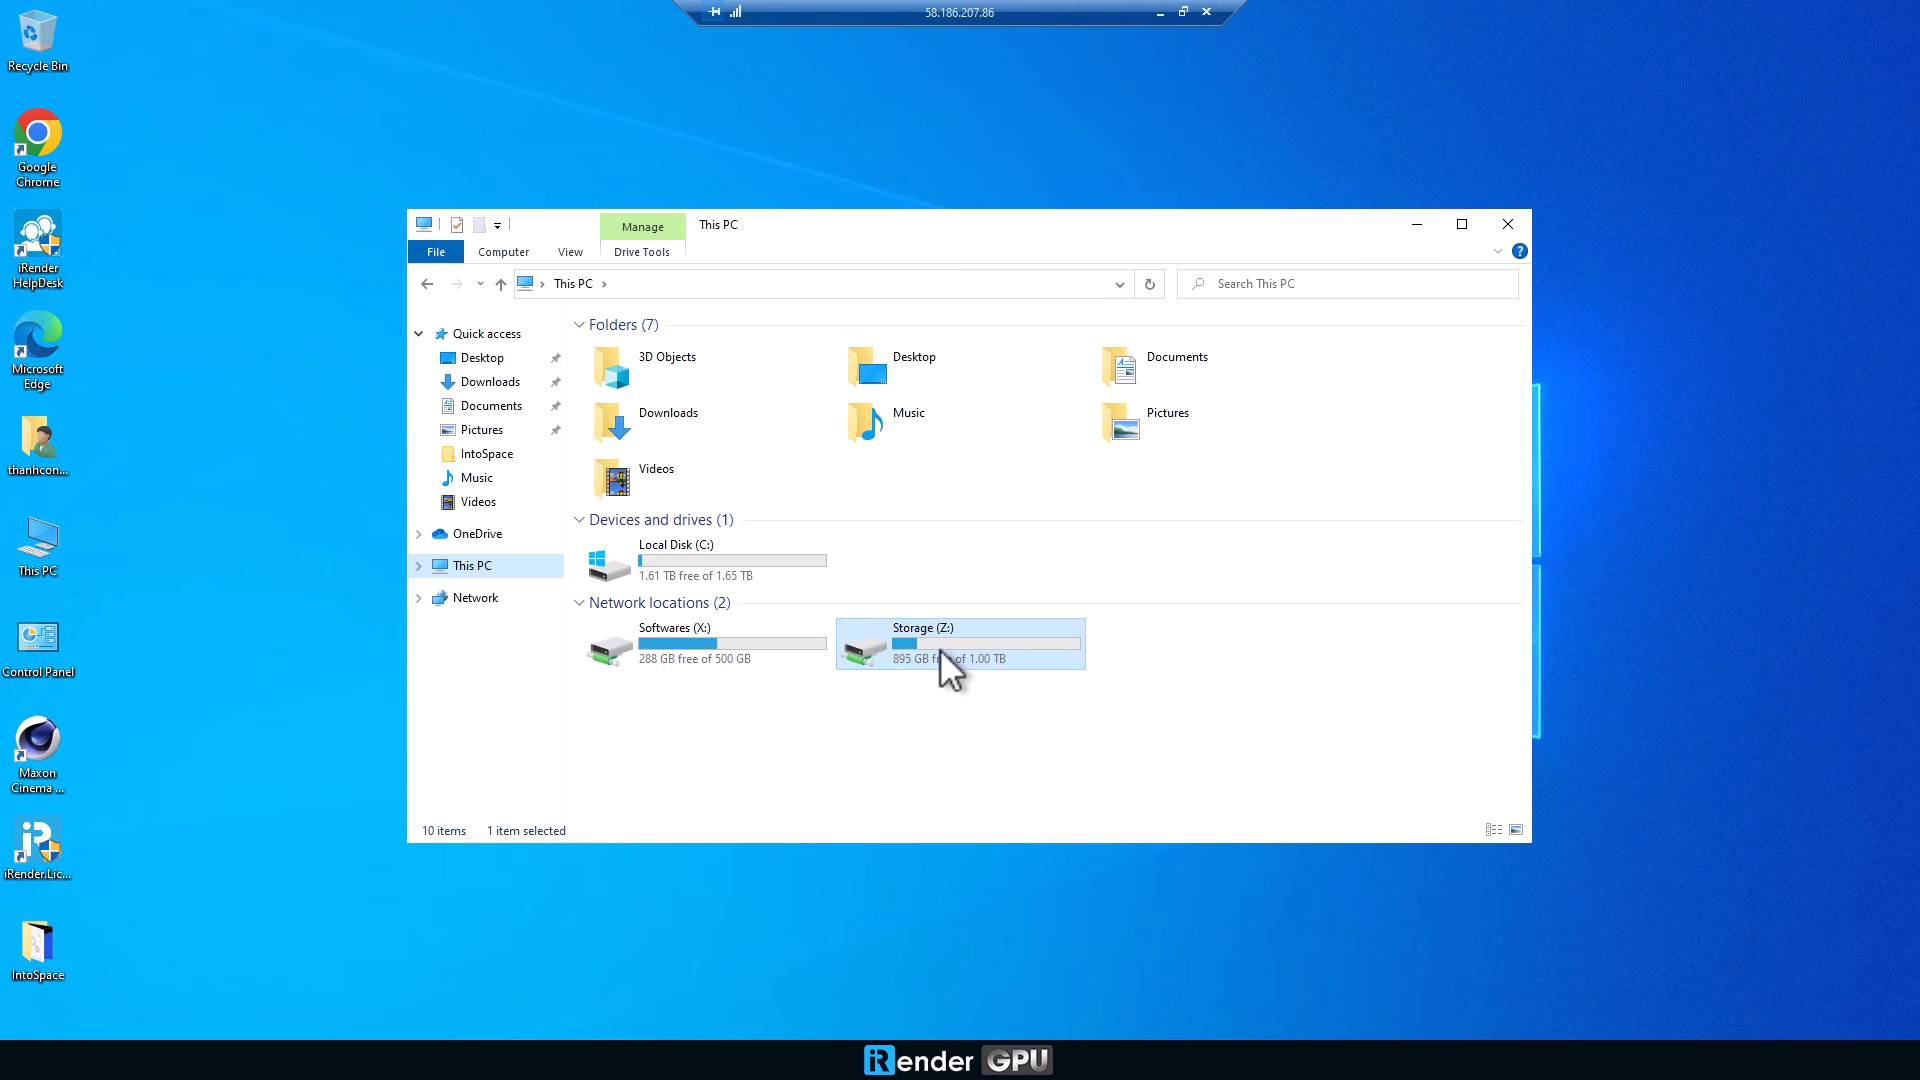 58.186.207.86
Recycle Bin
Google
Chrome
iRender
HelpDesk
Microsoft
Edge
thanhcon...
This PC
Control Panel
Maxon
Cinema ...
iRender.Lic...
IntoSpace
Manage
This PC
File
Computer
View
Drive Tools
This PC
Search This PC
Quick access
Desktop
Downloads
Documents
Pictures
IntoSpace
Music
Videos
OneDrive
This PC
Network
Folders (7)
3D Objects
Desktop
Documents
Downloads
Music
Pictures
Videos
Devices and drives (1)
Local Disk (C:)
1.61 TB free of 1.65 TB
Network locations (2)
Softwares (X:)
288 GB free of 500 GB
Storage (Z:)
895 GB free of 1.00 TB
10 items
1 item selected
iRender GPU